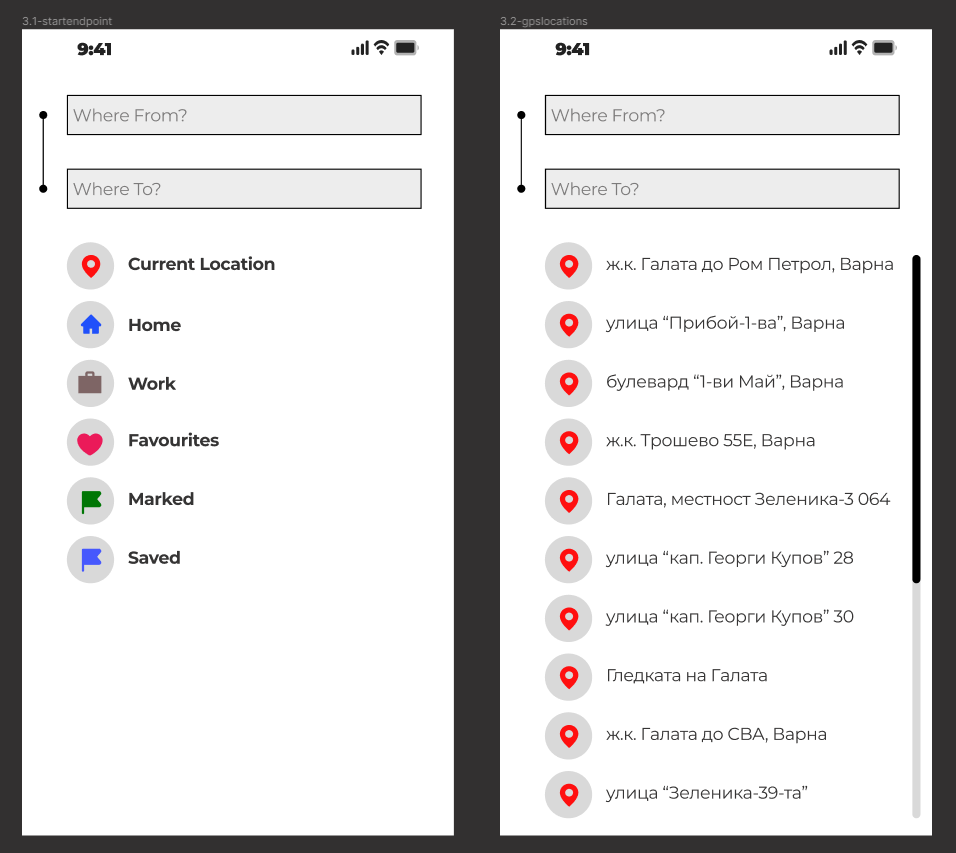 3.1-startendpoint
9:41
Where From?
Where To?
Current Location
Home
Work
Favourites
Marked
Saved
3.2-gpslocations
9:41
Where From?
Where To?
ж.к. Галата до Ром Петрол, Варна
улица “Прибой-1-ва”, Варна
булевард “1-ви Май”, Варна
ж.к. Трошево 55Е, Варна
Галата, местност Зеленика-3 064
улица “кап. Георги Купов” 28
улица “кап. Георги Купов” 30
Гледката на Галата
ж.к. Галата до СВА, Варна
улица “Зеленика-39-та”